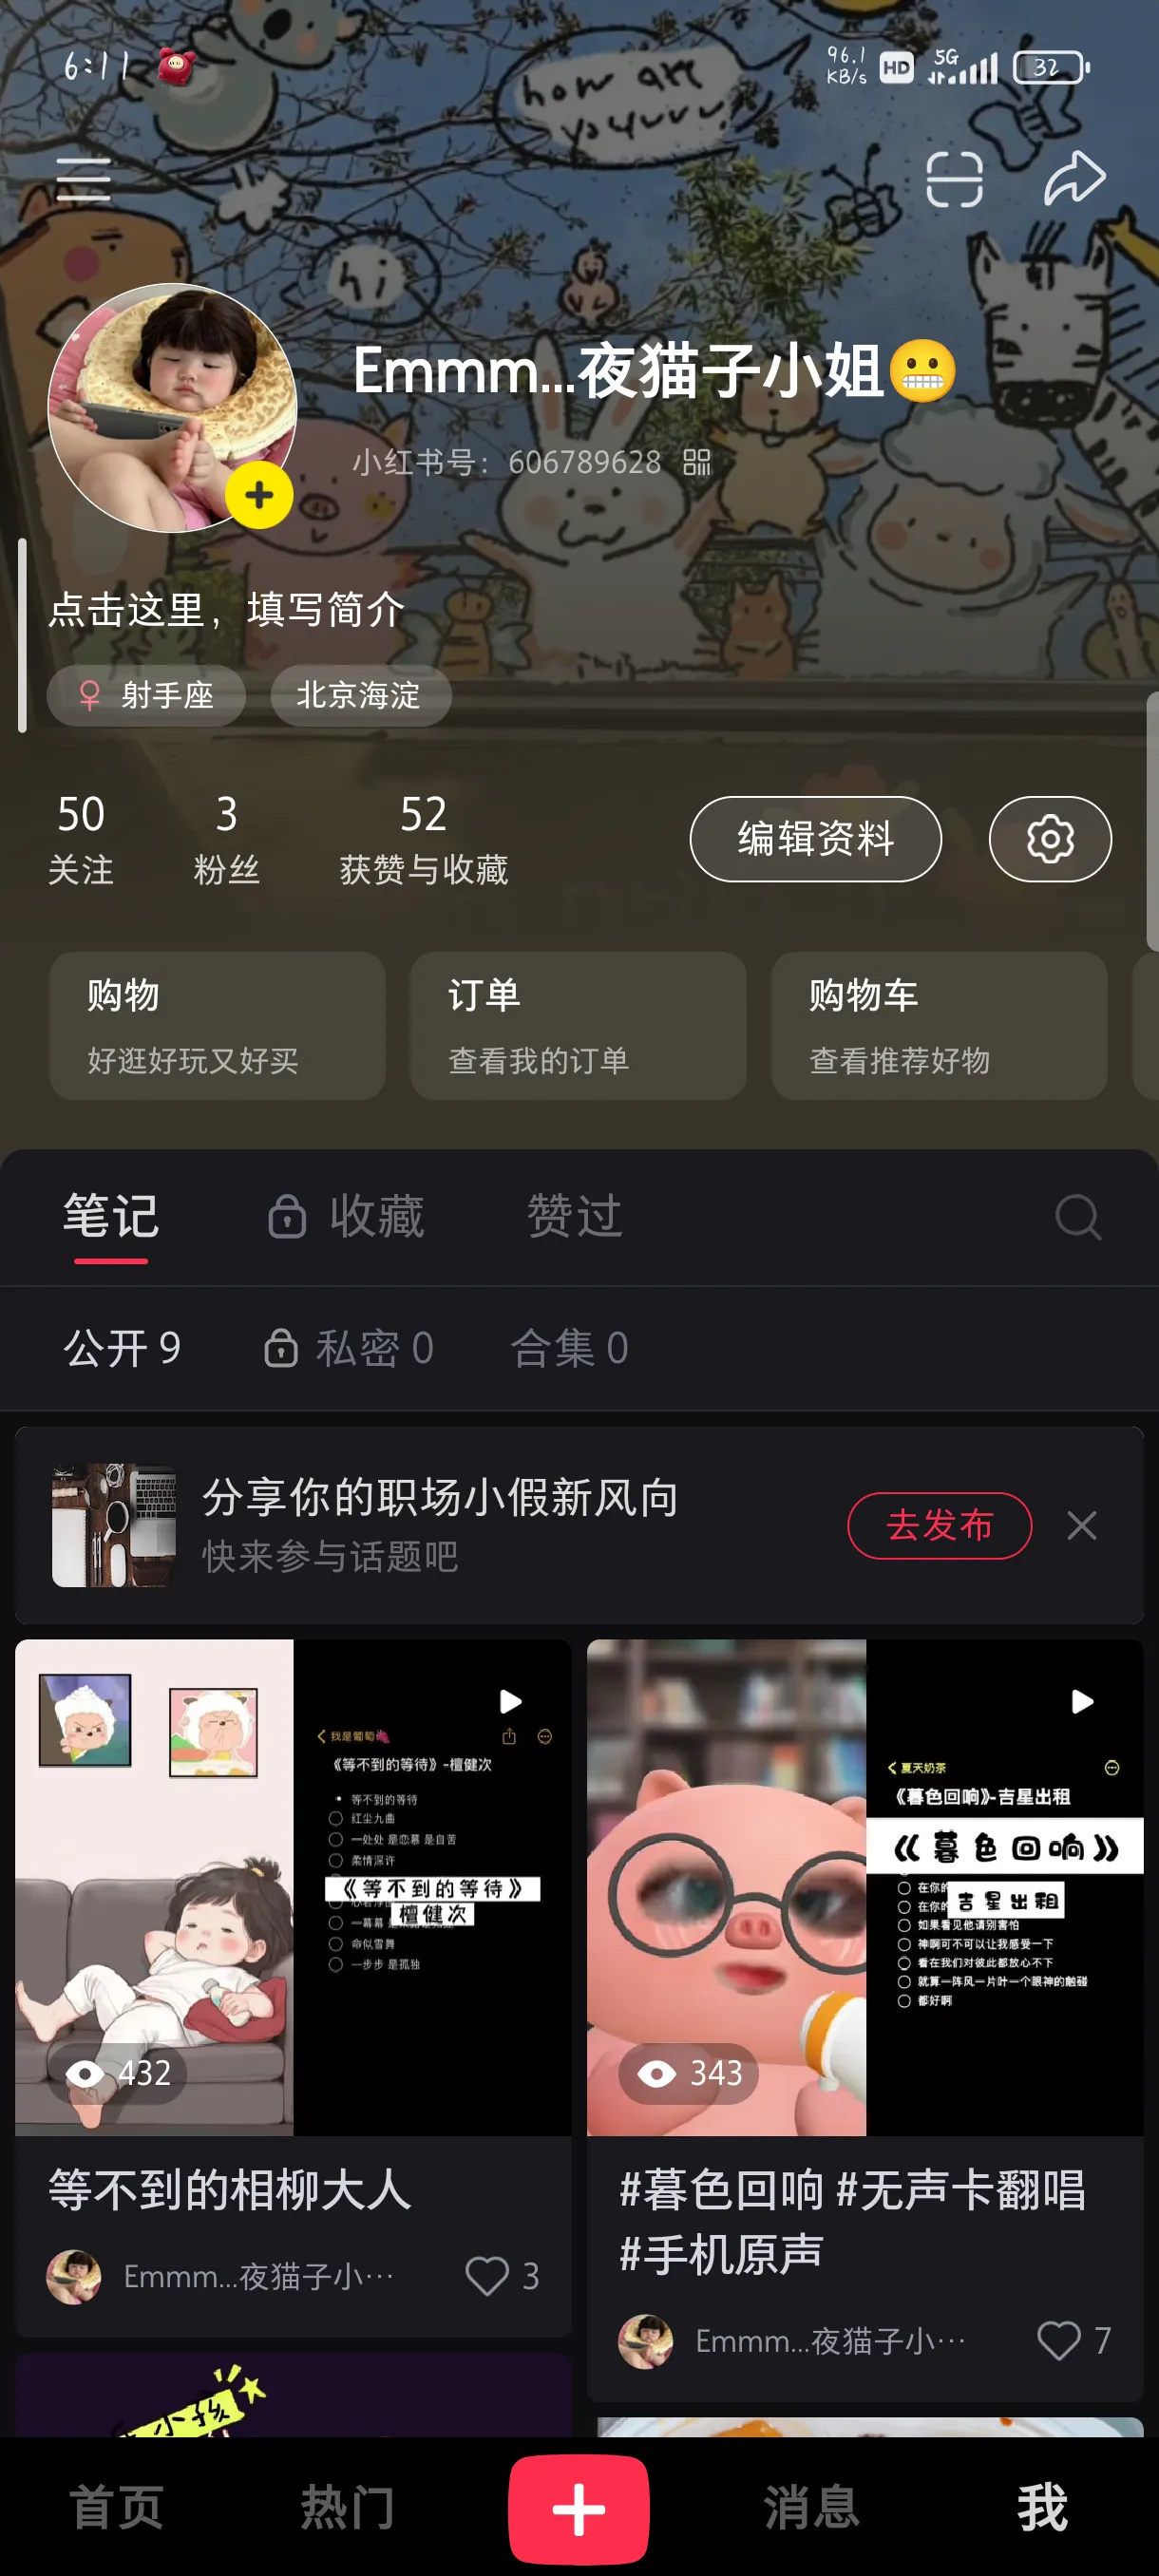 6:11
96.1
KB/s
HD
5G
32
how are
youuuu
hi
Emmm...夜猫子小姐😬
小红书号：606789628
点击这里，填写简介
♀ 射手座
北京海淀
50
关注
3
粉丝
52
获赞与收藏
编辑资料
购物
好逛好玩又好买
订单
查看我的订单
购物车
查看推荐好物
笔记
收藏
赞过
公开 9
私密 0
合集 0
分享你的职场小假新风向
快来参与话题吧
去发布
我是葡萄🍇
《等不到的等待》-檀健次
等不到的等待
红尘九曲
一处处 是恋慕 是自苦
柔情深许
《等不到的等待》
檀健次
一幕幕
命似雪舞
一步步 是孤独
432
等不到的相柳大人
Emmm...夜猫子小···
3
夏天奶茶
《暮色回响》-吉星出租
《暮色回响》
在你的
吉星出租
在你的
如果看见他请别害怕
神啊可不可以让我感受一下
看在我们对彼此都放心不下
就算一阵风一片叶一个眼神的触碰
都好啊
343
#暮色回响 #无声卡翻唱
#手机原声
Emmm...夜猫子小···
7
小孩
首页
热门
消息
我